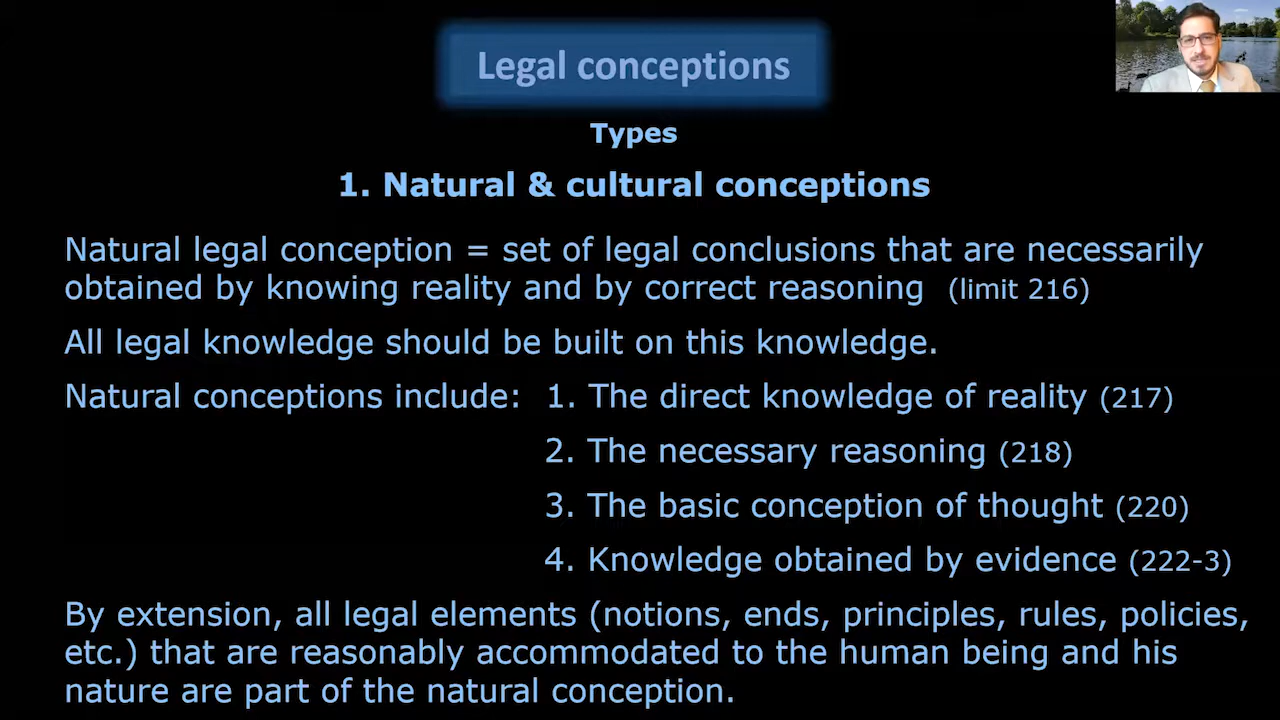 Legal conceptions
Types
1. Natural & cultural conceptions
Natural legal conception = set of legal conclusions that are necessarily
obtained by knowing reality and by correct reasoning (limit 216)
All legal knowledge should be built on this knowledge.
Natural conceptions include: 1. The direct knowledge of reality (217)
2. The necessary reasoning (218)
3. The basic conception of thought (220)
4. Knowledge obtained by evidence (222-3)
By extension, all legal elements (notions, ends, principles, rules, policies,
etc.) that are reasonably accommodated to the human being and his
nature are part of the natural conception.